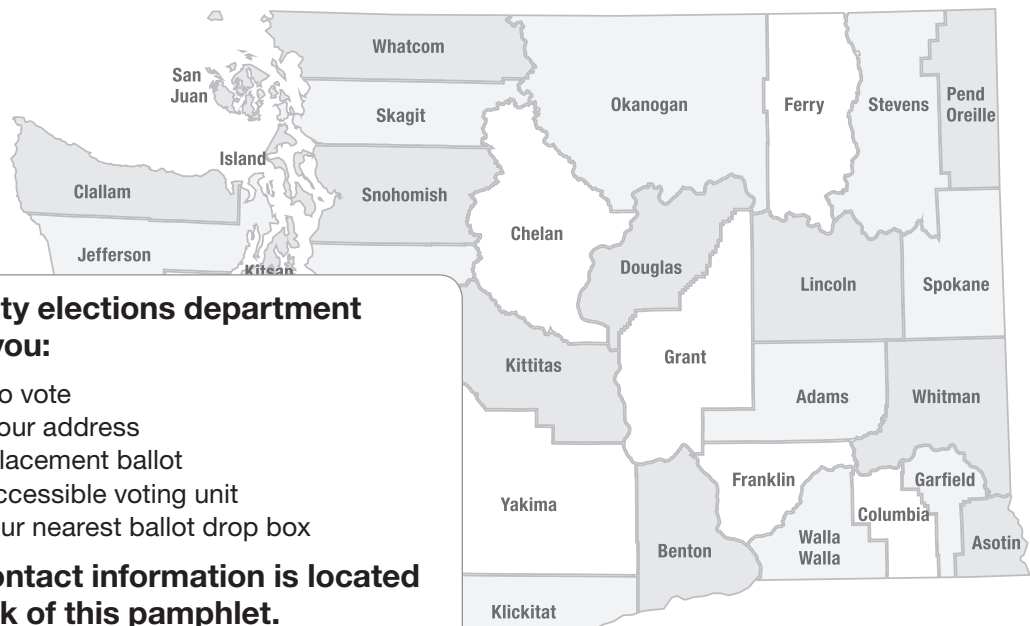 Whatcom
San
Juan
Okanogan
Ferry
Stevens
Pend
Oreille
Skagit
Island
Clallam
Snohomish
Chelan
Jefferson
Kitsap
Douglas
Lincoln
Spokane
ty elections department
you:
o vote
our address
lacement ballot
ccessible voting unit
ur nearest ballot drop box
ontact information is located
k of this pamphlet.
Kittitas
Grant
Adams
Whitman
Yakima
Franklin
Garfield
Columbia
Benton
Walla
Walla
Asotin
Klickitat